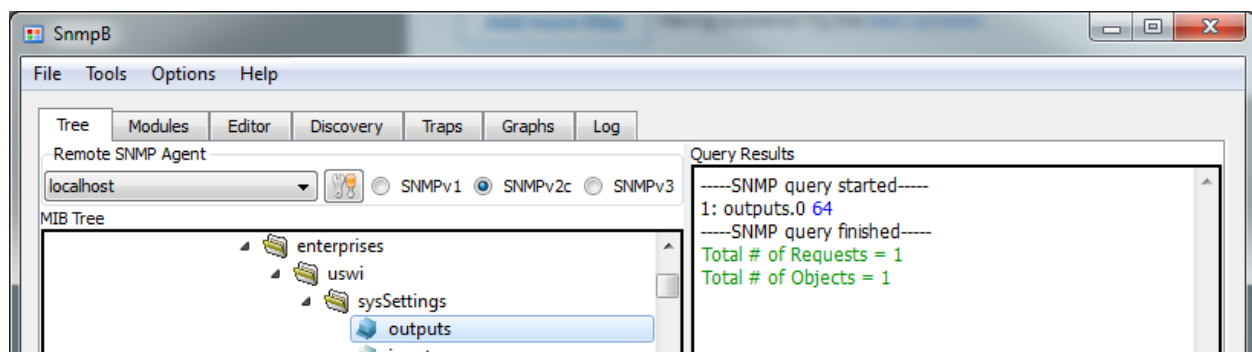 SnmpB
File Tools Options Help
Tree Modules Editor Discovery Traps Graphs Log
Remote SNMP Agent
localhost SNMPv1 SNMPv2c SNMPv3
MIB Tree
enterprises
uswi
sysSettings
outputs
Query Results
-----SNMP query started-----
1: outputs.0 64
-----SNMP query finished-----
Total # of Requests = 1
Total # of Objects = 1